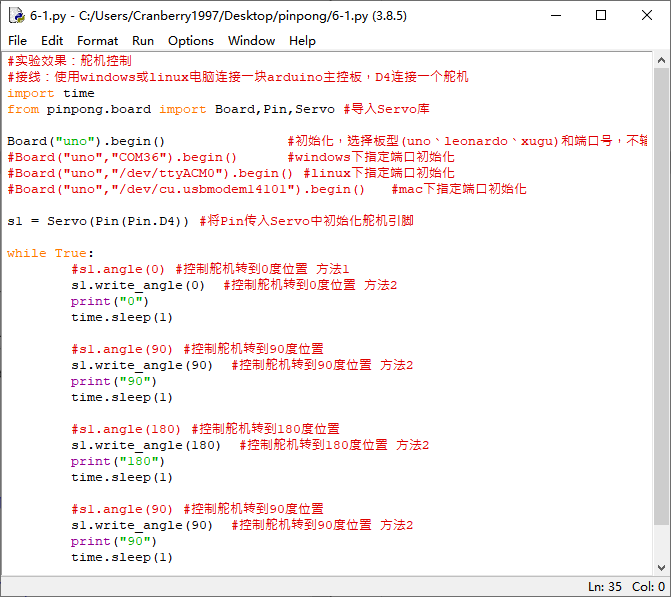 6-1.py - C:/Users/Cranberry1997/Desktop/pinpong/6-1.py (3.8.5)
File Edit Format Run Options Window Help
#实验效果：舵机控制
#接线：使用windows或linux电脑连接一块arduino主控板，D4连接一个舵机
import time
from pinpong.board import Board,Pin,Servo #导入Servo库
Board("uno").begin() #初始化，选择板型(uno、leonardo、xugu)和端口号，不输
#Board("uno","COM36").begin() #windows下指定端口初始化
#Board("uno","/dev/ttyACM0").begin() #linux下指定端口初始化
#Board("uno","/dev/cu.usbmodem14101").begin() #mac下指定端口初始化
s1 = Servo(Pin(Pin.D4)) #将Pin传入Servo中初始化舵机引脚
while True:
#s1.angle(0) #控制舵机转到0度位置 方法1
s1.write_angle(0) #控制舵机转到0度位置 方法2
print("0")
time.sleep(1)
#s1.angle(90) #控制舵机转到90度位置
s1.write_angle(90) #控制舵机转到90度位置 方法2
print("90")
time.sleep(1)
#s1.angle(180) #控制舵机转到180度位置
s1.write_angle(180) #控制舵机转到180度位置 方法2
print("180")
time.sleep(1)
#s1.angle(90) #控制舵机转到90度位置
s1.write_angle(90) #控制舵机转到90度位置 方法2
print("90")
time.sleep(1)
Ln: 35 Col: 0